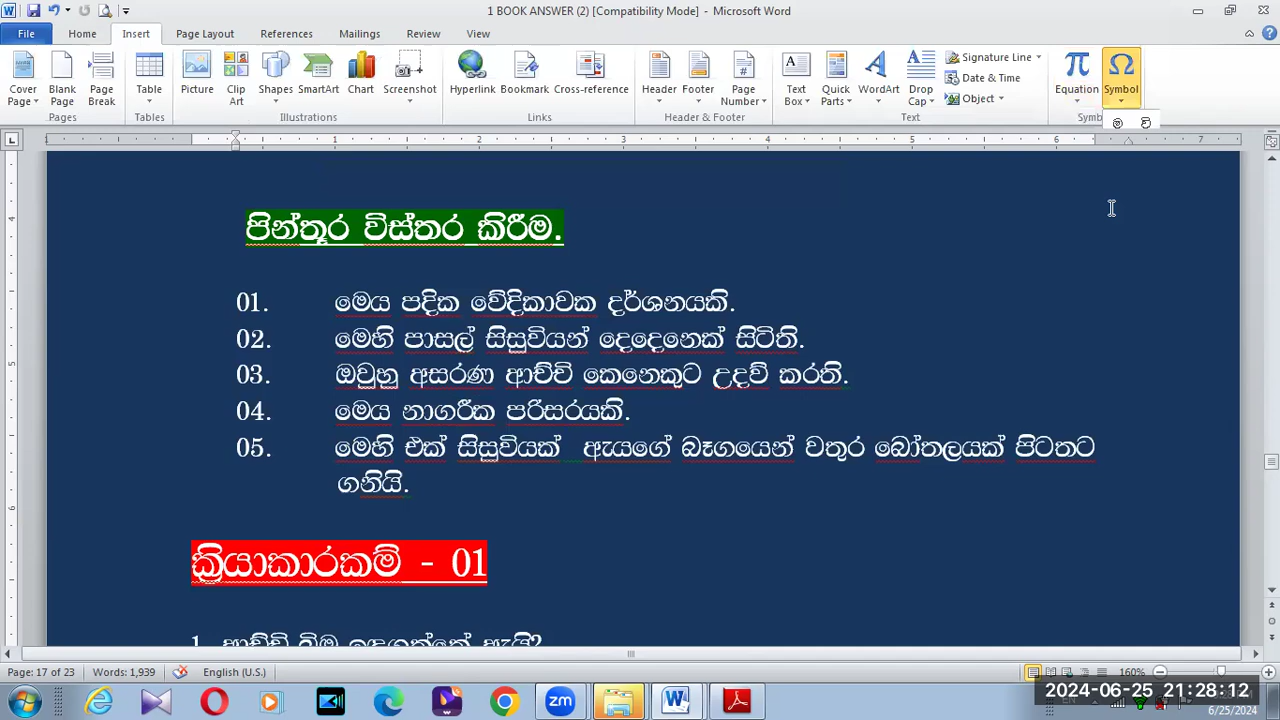 1 BOOK ANSWER (2) [Compatibility Mode] - Microsoft Word
File Home Insert Page Layout References Mailings Review View
Cover Page Blank Page Page Break Table Picture Clip Art Shapes SmartArt Chart Screenshot Hyperlink Bookmark Cross-reference Header Footer Page Number Text Box Quick Parts WordArt Drop Cap Signature Line Date & Time Object Equation Symbol
Pages Tables Illustrations Links Header & Footer Text
පින්තූර විස්තර කිරීම.
01. මෙය පදික වේදිකාවක දර්ශනයකි.
02. මෙහි පාසල් සිසුවියන් දෙදෙනෙක් සිටිති.
03. ඔවුහු අසරණ ආච්චි කෙනෙකුට උදව් කරති.
04. මෙය නාගරික පරිසරයකි.
05. මෙහි එක් සිසුවියක් ඇයගේ බෑගයෙන් වතුර බෝතලයක් පිටතට
ගනියි.
ක්‍රියාකාරකම් - 01
1. ආච්චි බිම ඉඳගත්තේ ඇයි?
Page: 17 of 23 Words: 1,939 English (U.S.) 160%
2024-06-25 21:28:12
6/25/2024